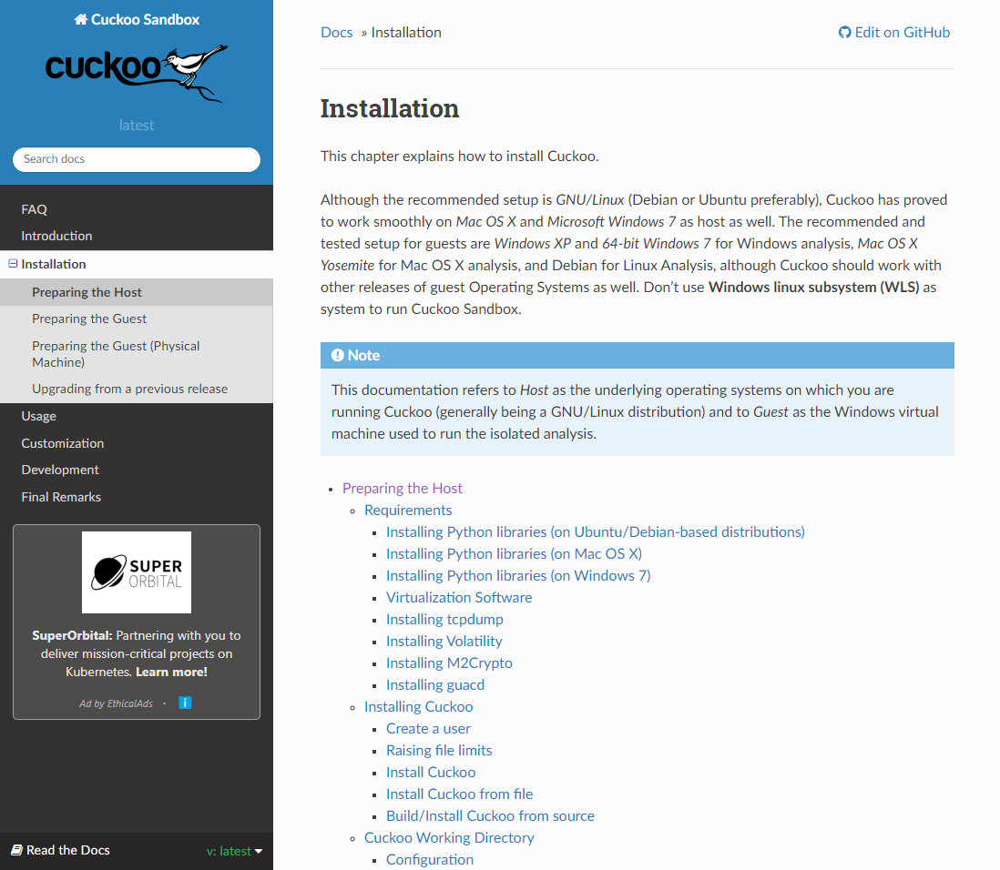 Cuckoo Sandbox
cuckoo
latest
Search docs
FAQ
Introduction
Installation
Preparing the Host
Preparing the Guest
Preparing the Guest (Physical
Machine)
Upgrading from a previous release
Usage
Customization
Development
Final Remarks
SUPER
ORBITAL
SuperOrbital: Partnering with you to
deliver mission-critical projects on
Kubernetes. Learn more!
Ad by EthicalAds · i
Read the Docs v: latest
Docs » Installation Edit on GitHub
Installation
This chapter explains how to install Cuckoo.
Although the recommended setup is GNU/Linux (Debian or Ubuntu preferably), Cuckoo has proved
to work smoothly on Mac OS X and Microsoft Windows 7 as host as well. The recommended and
tested setup for guests are Windows XP and 64-bit Windows 7 for Windows analysis, Mac OS X
Yosemite for Mac OS X analysis, and Debian for Linux Analysis, although Cuckoo should work with
other releases of guest Operating Systems as well. Don't use Windows linux subsystem (WLS) as
system to run Cuckoo Sandbox.
Note
This documentation refers to Host as the underlying operating systems on which you are
running Cuckoo (generally being a GNU/Linux distribution) and to Guest as the Windows virtual
machine used to run the isolated analysis.
Preparing the Host
Requirements
Installing Python libraries (on Ubuntu/Debian-based distributions)
Installing Python libraries (on Mac OS X)
Installing Python libraries (on Windows 7)
Virtualization Software
Installing tcpdump
Installing Volatility
Installing M2Crypto
Installing guacd
Installing Cuckoo
Create a user
Raising file limits
Install Cuckoo
Install Cuckoo from file
Build/Install Cuckoo from source
Cuckoo Working Directory
Configuration